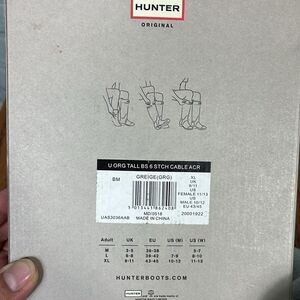 HUNTER
ORIGINAL
U ORG TALL BS 6 STCH CABLE ACR
BM
GREIGE(GRG)
XL
UK
9/11
US
FEMALE 11/13
US
MALE 10/12
EU 43/45
5013441862403
MD/0518
UAS3036AAB
MADE IN CHINA
20001922
Adult UK EU US (M) US (W)
M 3-5 36-38 5-7
L 6-8 39-42 7-9 8-10
XL 9-11 43-45 10-12 11-13
HUNTERBOOTS.COM
HUNTER